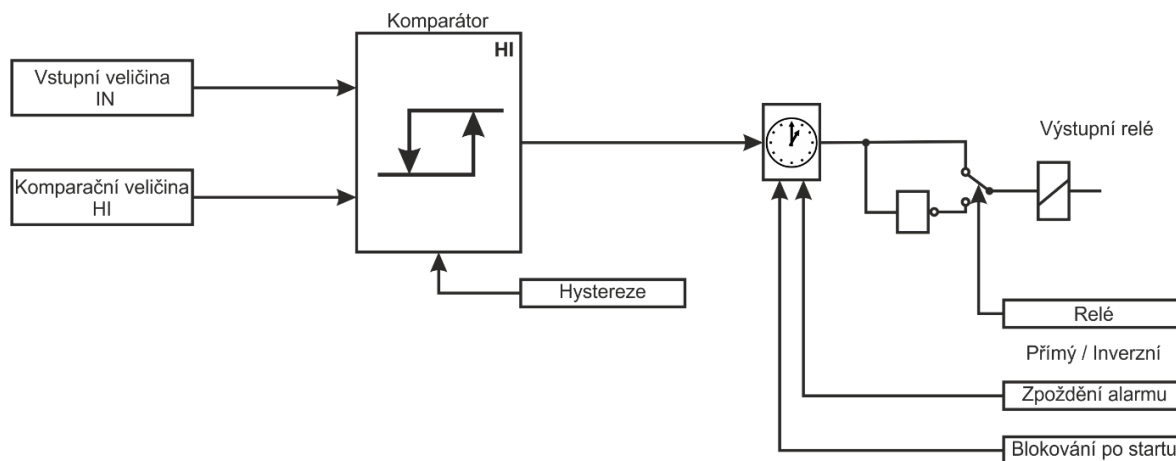 Komparátor
HI
Vstupní veličina
IN
Výstupní relé
Komparační veličina
HI
Hystereze
Relé
Přímý / Inverzní
Zpoždění alarmu
Blokování po startu